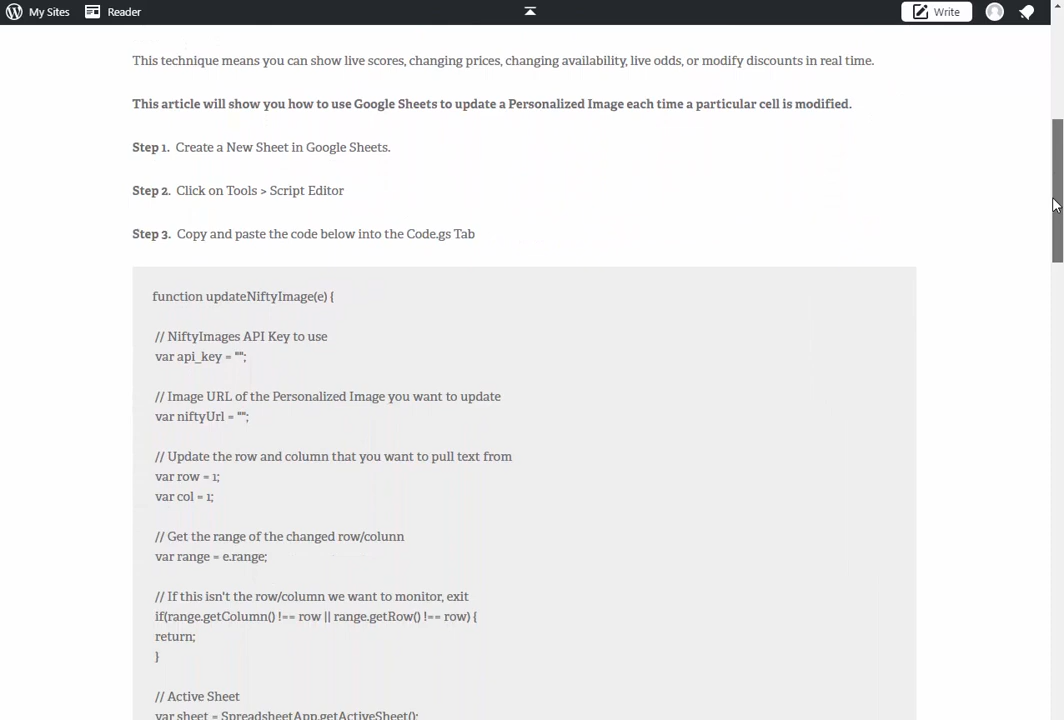 My Sites Reader Write
This technique means you can show live scores, changing prices, changing availability, live odds, or modify discounts in real time.
This article will show you how to use Google Sheets to update a Personalized Image each time a particular cell is modified.
Step 1. Create a New Sheet in Google Sheets.
Step 2. Click on Tools > Script Editor
Step 3. Copy and paste the code below into the Code.gs Tab
function updateNiftyImage(e) {
// NiftyImages API Key to use
var api_key = "";
// Image URL of the Personalized Image you want to update
var niftyUrl = "";
// Update the row and column that you want to pull text from
var row = 1;
var col = 1;
// Get the range of the changed row/colunn
var range = e.range;
// If this isn't the row/column we want to monitor, exit
if(range.getColumn() !== row || range.getRow() !== row) {
return;
}
// Active Sheet
var sheet = SpreadsheetApp.getActiveSheet();